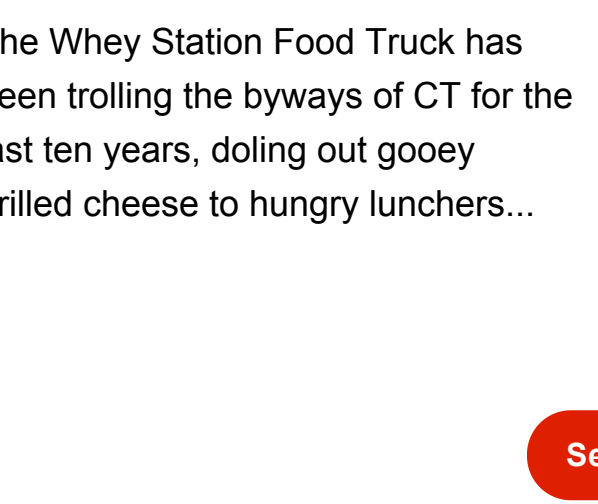 he Whey Station Food Truck has
een trolling the byways of CT for the
ast ten years, doling out gooey
rilled cheese to hungry lunchers...
Se